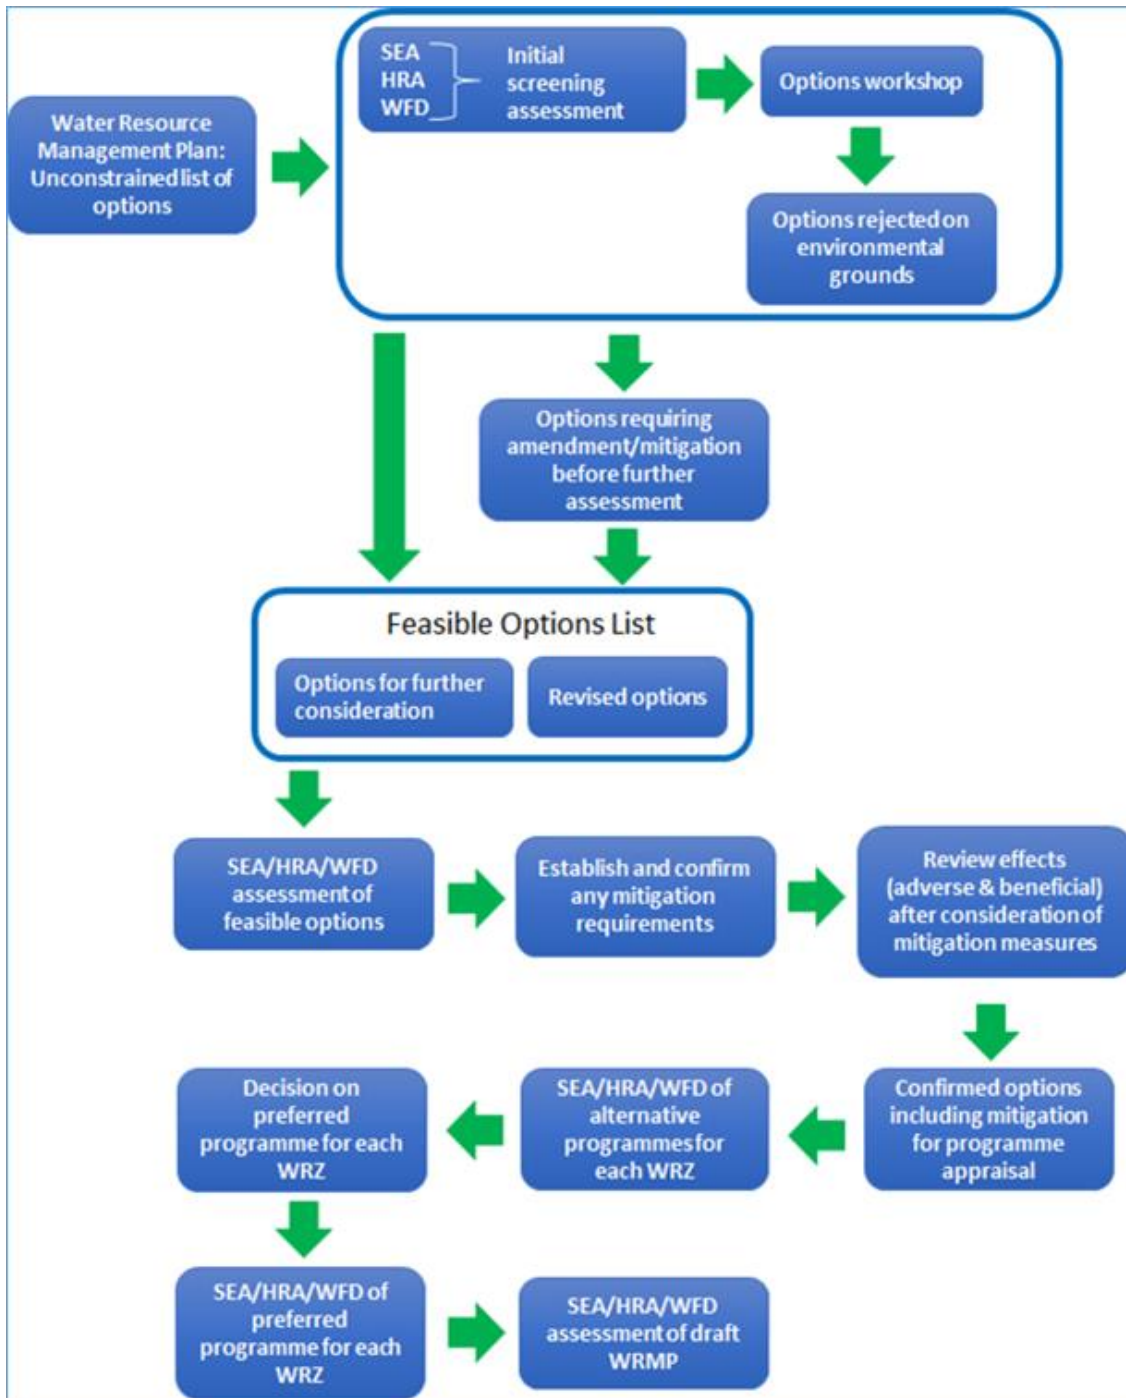 Water Resource
Management Plan:
Unconstrained list of
options
SEA
HRA
WFD
Initial
screening
assessment
Options workshop
Options rejected on
environmental
grounds
Options requiring
amendment/mitigation
before further
assessment
Feasible Options List
Options for further
consideration
Revised options
SEA/HRA/WFD
assessment of
feasible options
Establish and confirm
any mitigation
requirements
Review effects
(adverse & beneficial)
after consideration of
mitigation measures
Confirmed options
including mitigation
for programme
appraisal
SEA/HRA/WFD of
alternative
programmes for
each WRZ
Decision on
preferred
programme for each
WRZ
SEA/HRA/WFD of
preferred
programme for each
WRZ
SEA/HRA/WFD
assessment of draft
WRMP